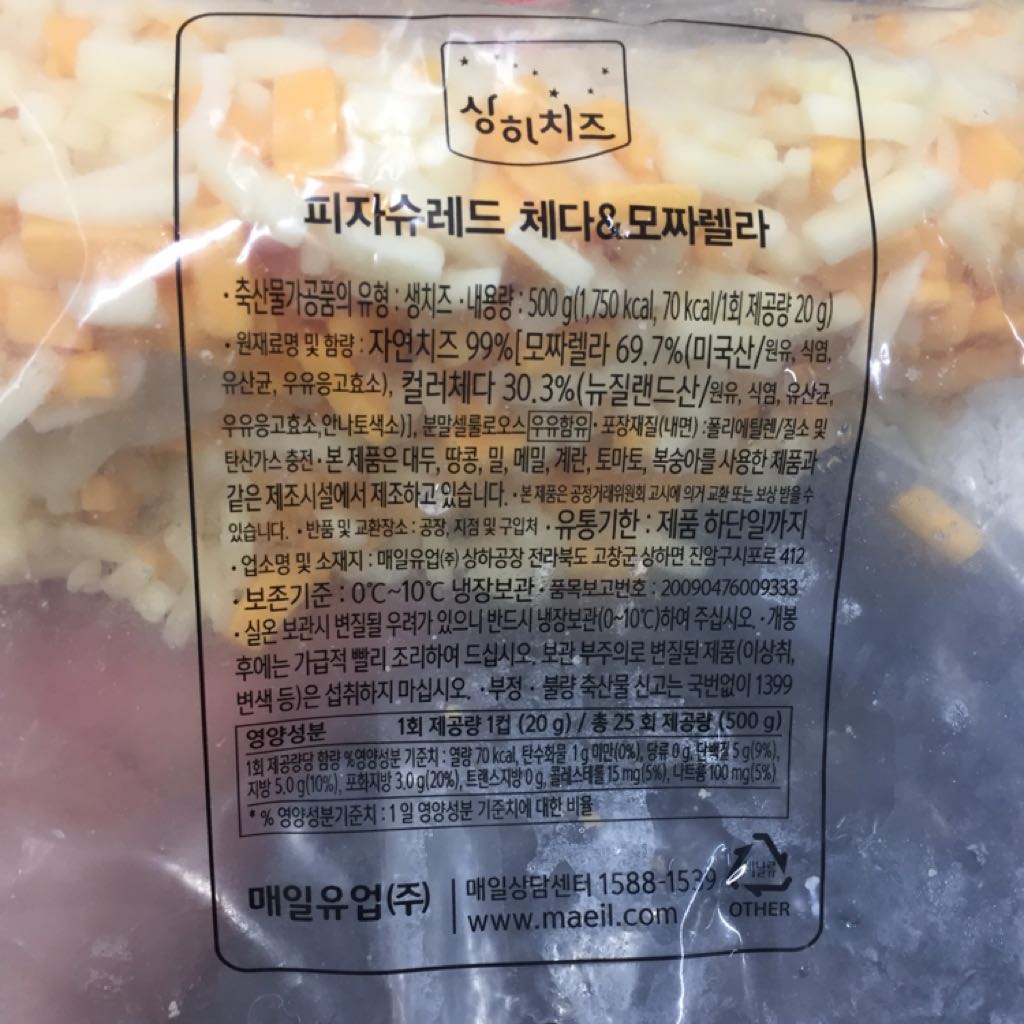 상하치즈
피자슈레드 체다&모짜렐라
·축산물가공품의 유형 : 생치즈 ·내용량 : 500 g(1,750 kcal, 70 kcal/1회 제공량 20 g)
·원재료명 및 함량 : 자연치즈 99%[모짜렐라 69.7%(미국산/원유, 식염,
유산균, 우유응고효소), 컬러체다 30.3%(뉴질랜드산/원유, 식염, 유산균,
우유응고효소,안나토색소)], 분말셀룰로오스 우유함유 · 포장재질(내면) :폴리에틸렌/질소 및
탄산가스 충전 ·본 제품은 대두, 땅콩, 밀, 메밀, 계란, 토마토, 복숭아를 사용한 제품과
같은 제조시설에서 제조하고 있습니다. ·본 제품은 공정거래위원회 고시에 의거 교환 또는 보상 받을 수
있습니다. ·반품 및 교환장소 : 공장, 지점 및 구입처 ·유통기한 : 제품 하단일까지
·업소명 및 소재지 : 매일유업(주) 상하공장 전라북도 고창군 상하면 진암구시포로 412
·보존기준 : 0℃~10℃ 냉장보관 ·품목보고번호 : 20090476009333
·실온 보관시 변질될 우려가 있으니 반드시 냉장보관(0~10℃)하여 주십시오. ·개봉
후에는 가급적 빨리 조리하여 드십시오. 보관 부주의로 변질된 제품(이상취,
변색 등)은 섭취하지 마십시오. ·부정 · 불량 축산물 신고는 국번없이 1399
영양성분 1회 제공량 1컵 (20 g) / 총 25 회 제공량 (500 g)
1회 제공량당 함량 %영양성분 기준치 : 열량 70 kcal, 탄수화물 1 g 미만(0%), 당류 0 g, 단백질 5 g(9%),
지방 5.0 g(10%), 포화지방 3.0 g(20%), 트랜스지방 0 g, 콜레스테롤 15 mg(5%), 나트륨 100 mg(5%)
* % 영양성분기준치 : 1일 영양성분 기준치에 대한 비율
매일유업(주)
매일상담센터 1588-1539
www.maeil.com
비닐류
OTHER